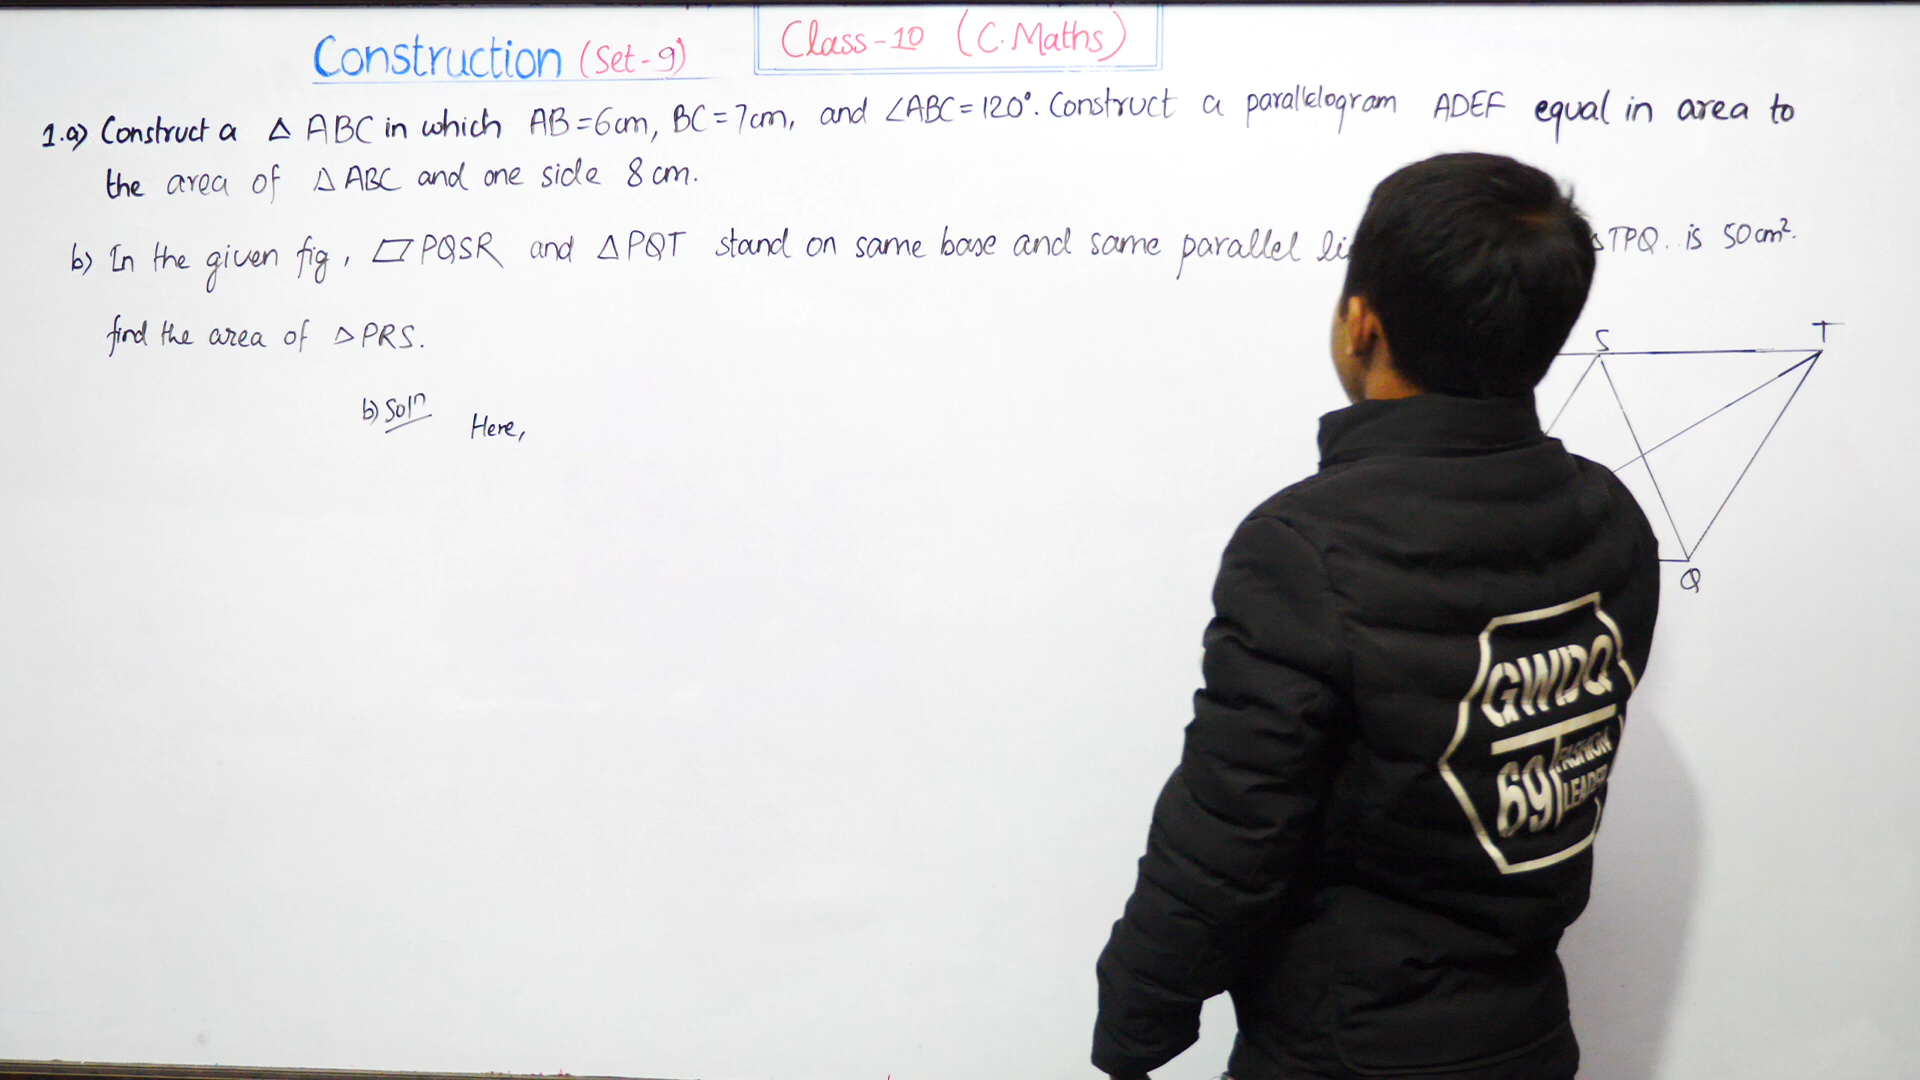 Construction (Set-9)
Class-10 (C.Maths)
1.a) Construct a △ ABC in which AB=6cm, BC=7cm, and ∠ABC=120°. Construct a parallelogram ADEF equal in area to
the area of △ABC and one side 8cm.
b) In the given fig, ▱PQSR and △PQT stand on same base and same parallel △TPQ. is 50cm².
find the area of △PRS.
b) Soln
Here,
S
T
Q
GWDQ
69 FASHION
LEADER